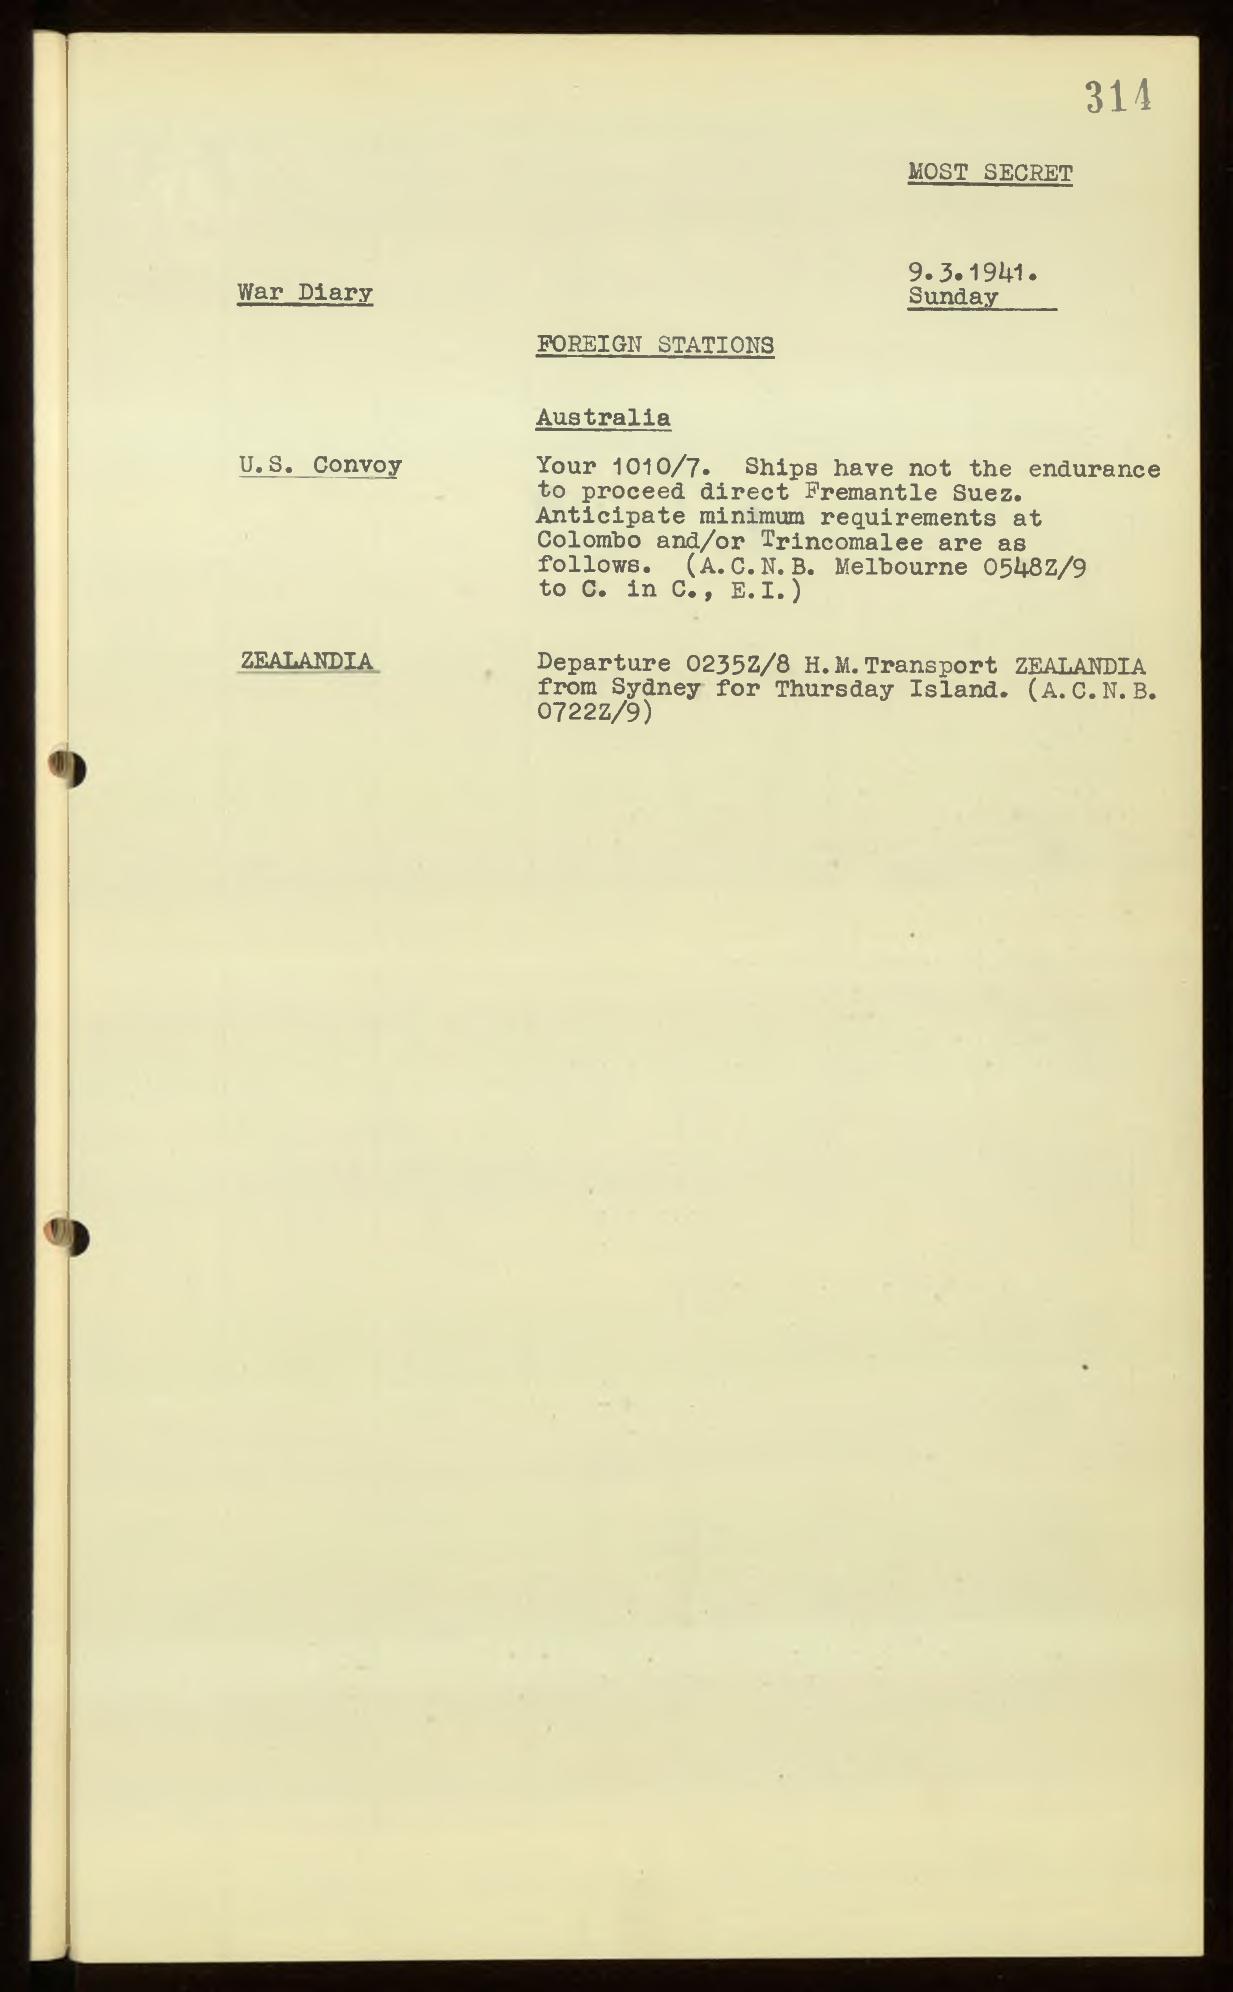 314
MOST SECRET
9.3.1941.
War Diary
Sunday
FOREIGN STATIONS
Australia
U.S. Convoy
Your 1010/7. Ships have not the endurance
to proceed direct Fremantle Suez.
Anticipate minimum requirements at
Colombo and/or Trincomalee are as
follows. (A.C.N.B. Melbourne 0548Z/9
to C. in C., E.I.)
ZEALANDIA
Departure 0235Z/8 H.M.Transport ZEALANDIA
from Sydney for Thursday Island. (A.C.N.B.
0722Z/9)